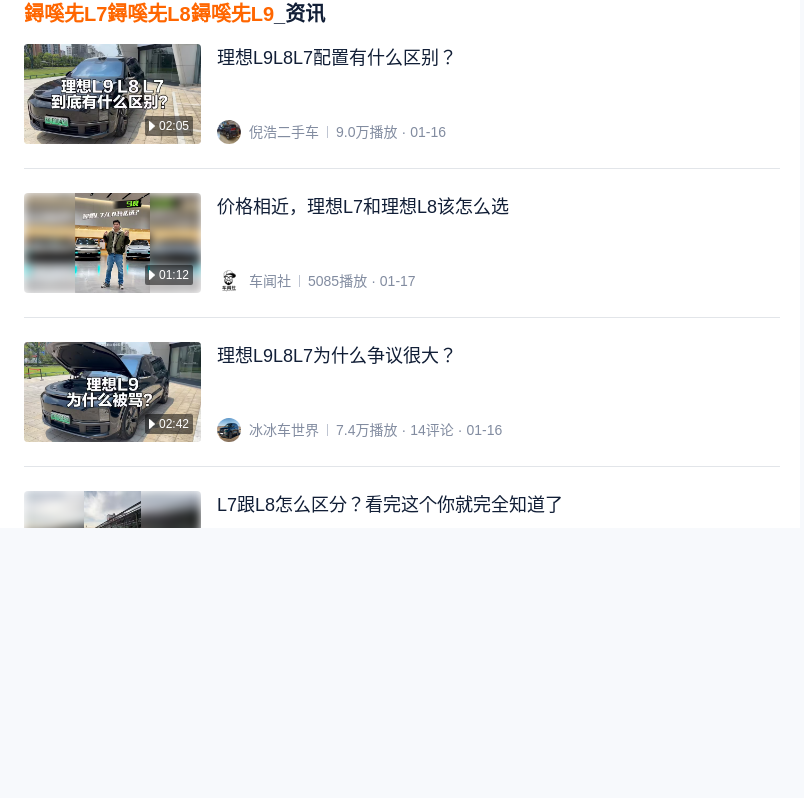 鐞嗘兂L7鐞嗘兂L8鐞嗘兂L9_资讯
理想L9L8L7配置有什么区别？
理想L9 L8 L7
到底有什么区别?
02:05
倪浩二手车 9.0万播放 · 01-16
价格相近，理想L7和理想L8该怎么选
01:12
车闻社 5085播放 · 01-17
理想L9L8L7为什么争议很大？
理想L9
为什么被骂?
02:42
冰冰车世界 7.4万播放 · 14评论 · 01-16
L7跟L8怎么区分？看完这个你就完全知道了